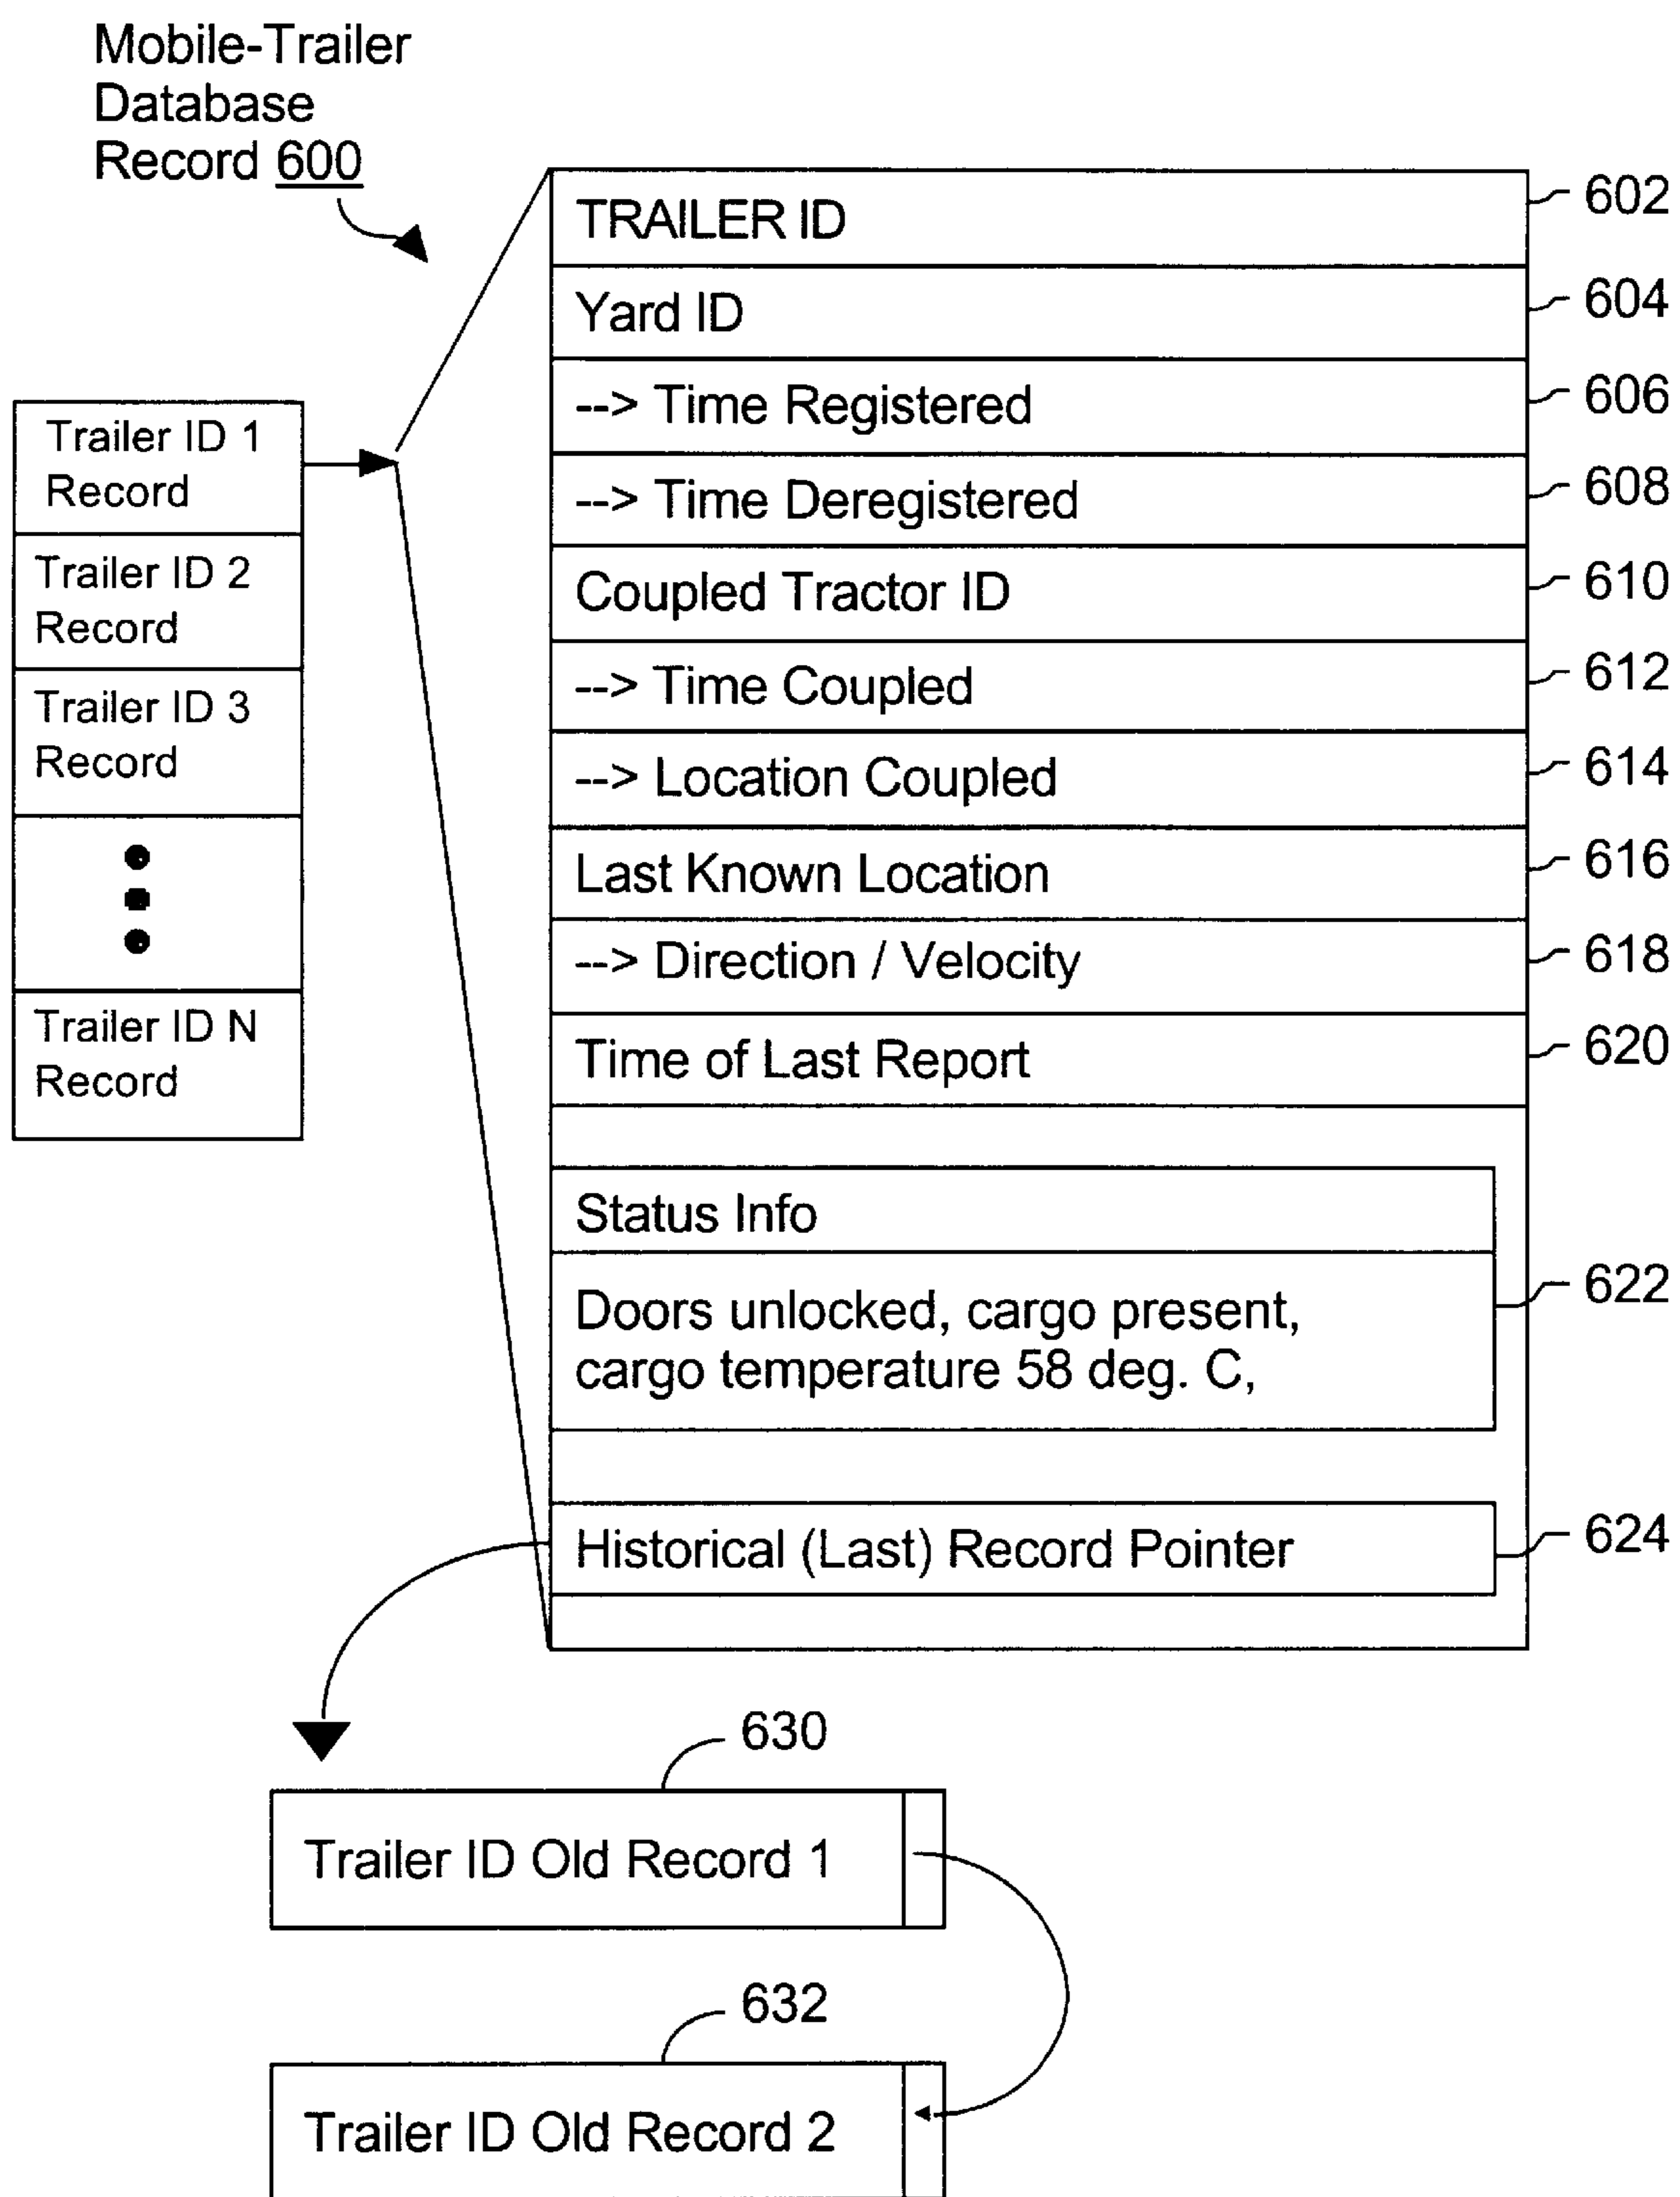 Mobile-Trailer
Database
Record 600
Trailer ID 1
Record
Trailer ID 2
Record
Trailer ID 3
Record
Trailer ID N
Record
TRAILER ID 602
Yard ID 604
--> Time Registered 606
--> Time Deregistered 608
Coupled Tractor ID 610
--> Time Coupled 612
--> Location Coupled 614
Last Known Location 616
--> Direction / Velocity 618
Time of Last Report 620
Status Info
Doors unlocked, cargo present,
cargo temperature 58 deg. C,
622
Historical (Last) Record Pointer 624
630
Trailer ID Old Record 1
632
Trailer ID Old Record 2